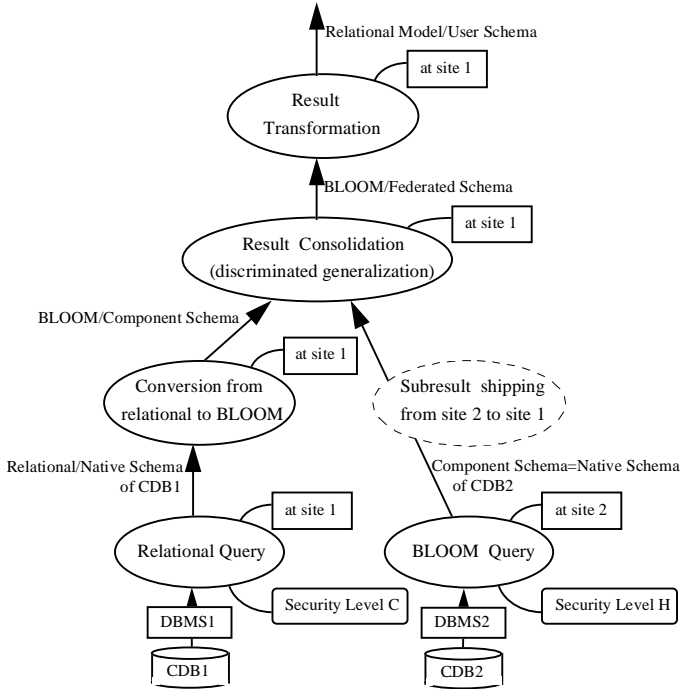 Relational Model/User Schema
at site 1
Result
Transformation
BLOOM/Federated Schema
at site 1
Result Consolidation
(discriminated generalization)
BLOOM/Component Schema
at site 1
Conversion from
relational to BLOOM
Subresult shipping
from site 2 to site 1
Relational/Native Schema
of CDB1
Component Schema=Native Schema
of CDB2
at site 1
at site 2
Relational Query
BLOOM Query
Security Level C
Security Level H
DBMS1
DBMS2
CDB1
CDB2